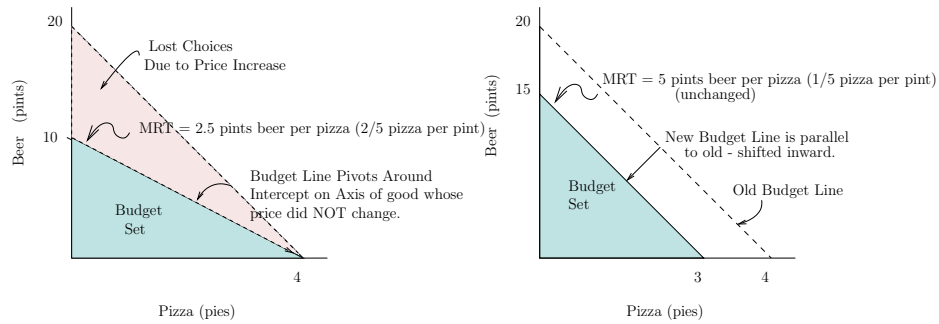 20
Lost Choices
Due to Price Increase
10
MRT = 2.5 pints beer per pizza (2/5 pizza per pint)
Beer (pints)
Budget Line Pivots Around
Intercept on Axis of good whose
price did NOT change.
Budget
Set
4
Pizza (pies)
20
MRT = 5 pints beer per pizza (1/5 pizza per pint)
(unchanged)
15
Beer (pints)
New Budget Line is parallel
to old - shifted inward.
Old Budget Line
Budget
Set
3
4
Pizza (pies)